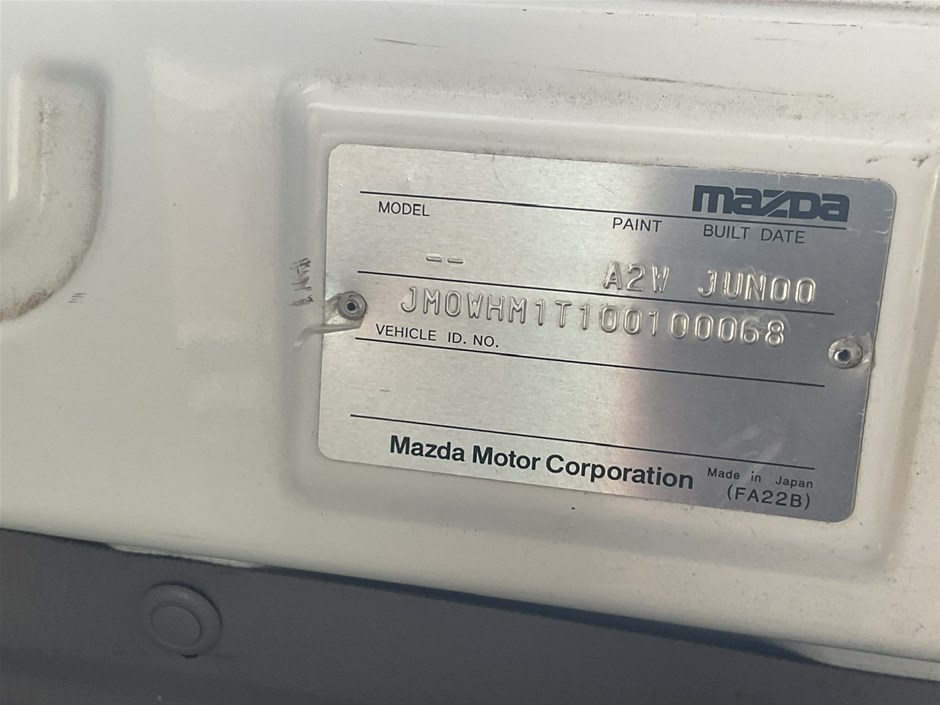 mazda
MODEL PAINT BUILT DATE
-- A2W JUN00
JM0WHM1T100100068
VEHICLE ID. NO.
Mazda Motor Corporation Made in Japan
(FA22B)